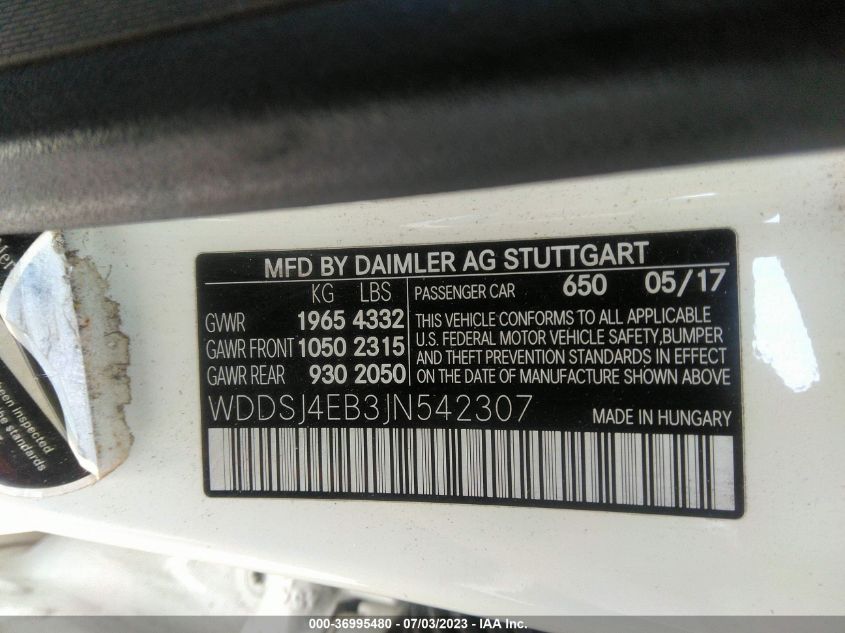 MFD BY DAIMLER AG STUTTGART
KG LBS
GVWR 1965 4332
GAWR FRONT 1050 2315
GAWR REAR 930 2050
PASSENGER CAR 650 05/17
THIS VEHICLE CONFORMS TO ALL APPLICABLE
U.S. FEDERAL MOTOR VEHICLE SAFETY, BUMPER
AND THEFT PREVENTION STANDARDS IN EFFECT
ON THE DATE OF MANUFACTURE SHOWN ABOVE
WDDSJ4EB3JN542307 MADE IN HUNGARY
been inspected
standards
000-36995480 - 07/03/2023 - IAA Inc.